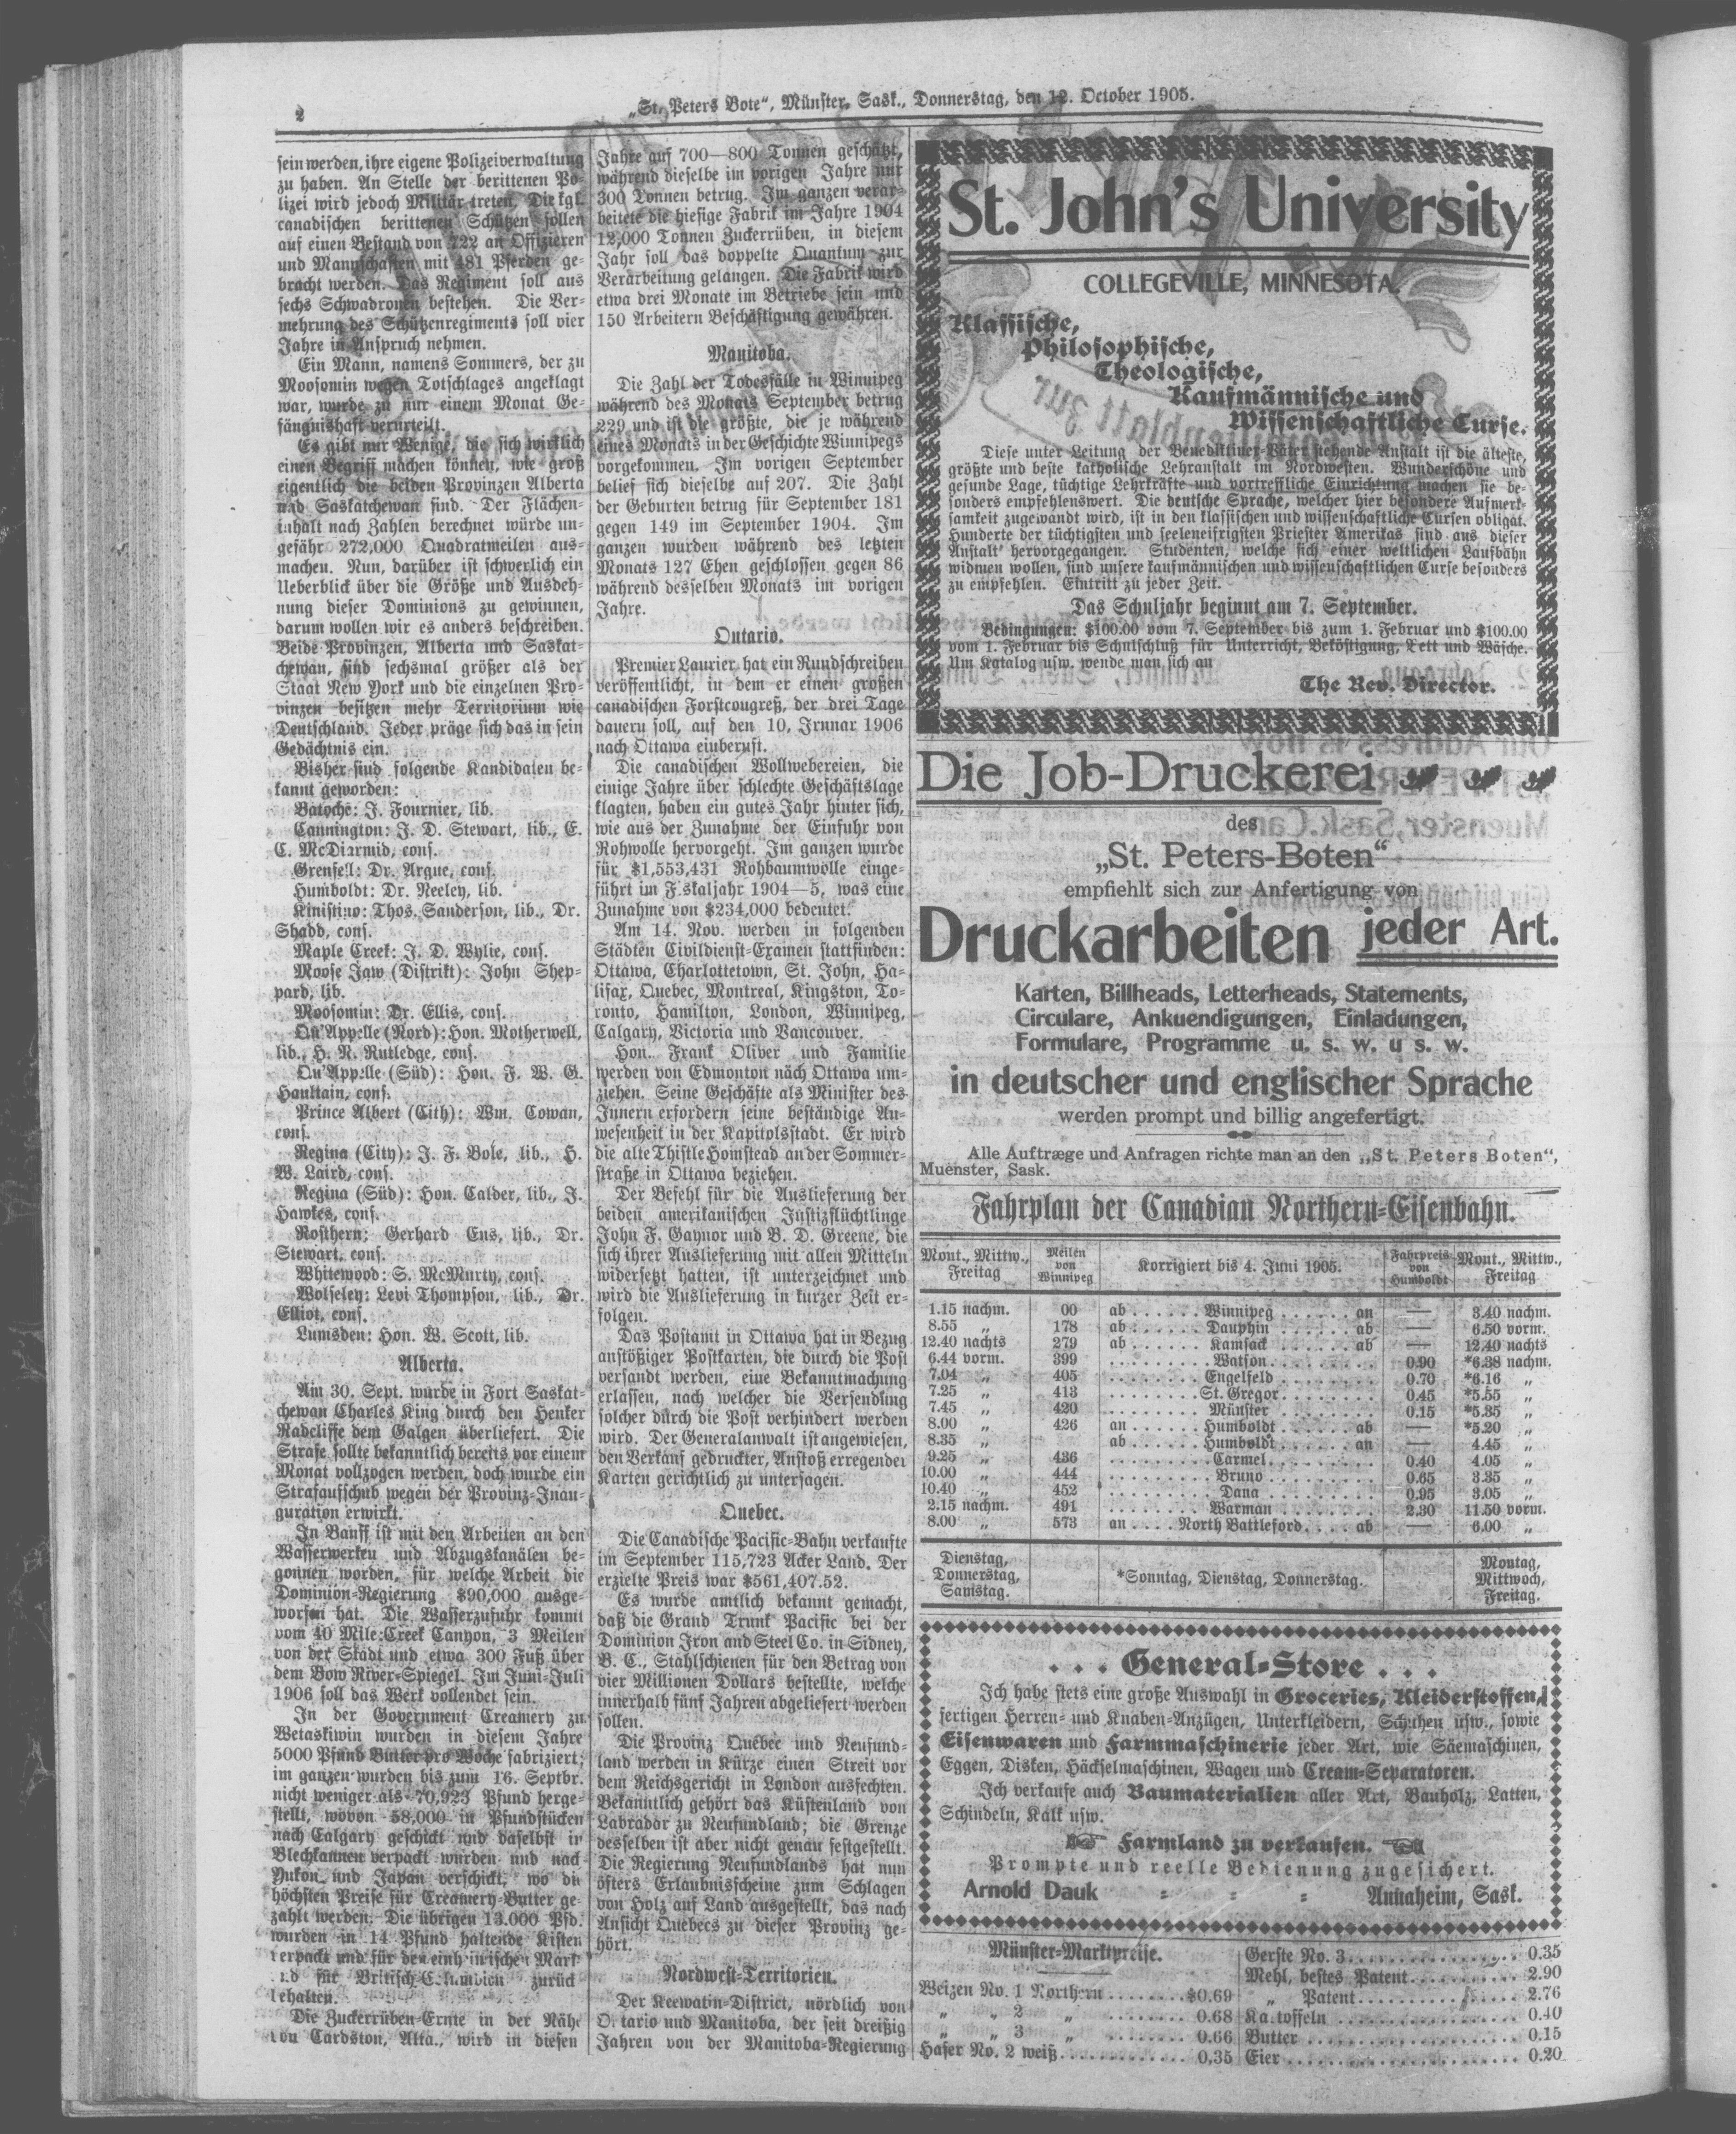 2
„St. Peters Bote“, Münster, Sask., Donnerstag, den 12. October 1905.
sein werden, ihre eigene Polizeiverwaltung
zu haben. An Stelle der berittenen Po-
lizei wird jedoch Militär treten. Die kgl.
canadischen berittenen Schützen sollen
auf einen Bestand von 722 an Offizieren
und Mannschaften mit 481 Pferden ge-
bracht werden. Das Regiment soll aus
sechs Schwadronen bestehen. Die Ver-
mehrung des Schützenregiments soll vier
Jahre in Anspruch nehmen.
Ein Mann, namens Sommers, der zu
Moosomin wegen Totschlages angeklagt
war, wurde zu nur einem Monat Ge-
fängnishaft verurteilt.
Es gibt nur Wenige, die sich wirklich
einen Begriff machen können, wie groß
eigentlich die beiden Provinzen Alberta
und Saskatchewan sind. Der Flächen-
inhalt nach Zahlen berechnet würde un-
gefähr 272,000 Quadratmeilen aus-
machen. Nun, darüber ist schwerlich ein
Ueberblick über die Größe und Ausdeh-
nung dieser Dominions zu gewinnen,
darum wollen wir es anders beschreiben.
Beide Provinzen, Alberta und Saskat-
chewan, sind sechsmal größer als der
Staat New York und die einzelnen Pro-
vinzen besitzen mehr Territorium wie
Deutschland. Jeder präge sich das in sein
Gedächtnis ein.
Bisher sind folgende Kandidaten be-
kannt geworden:
Batoche: J. Fournier, lib.
Cannington: J. D. Stewart, lib., E.
C. McDiarmid, cons.
Grenfell: Dr. Argue, cons.
Humboldt: Dr. Neeley, lib.
Kinistino: Thos. Sanderson, lib., Dr.
Shadd, cons.
Maple Creek: J. D. Wylie, cons.
Moose Jaw (Distrikt): John Shep-
pard, lib.
Moosomin: Dr. Ellis, cons.
Qu'Appelle (Nord): Hon. Motherwell,
lib., H. N. Rutledge, cons.
Qu'Appelle (Süd): Hon. F. W. G.
Haultain, cons.
Prince Albert (City): Wm. Cowan,
cons.
Regina (City): J. F. Bole, lib., H.
W. Laird, cons.
Regina (Süd): Hon. Calder, lib., J.
Hawkes, cons.
Rosthern: Gerhard Ens, lib., Dr.
Stewart, cons.
Whitewood: S. McMurty, cons.
Wolseley: Levi Thompson, lib., Dr.
Elliot, cons.
Lumsden: Hon. W. Scott, lib.
Alberta.
Am 30. Sept. wurde in Fort Saskat-
chewan Charles King durch den Henker
Radcliffe dem Galgen überliefert. Die
Strafe sollte bekanntlich bereits vor einem
Monat vollzogen werden, doch wurde ein
Strafaufschub wegen der Provinz-Inau-
guration erwirkt.
In Banff ist mit den Arbeiten an den
Wasserwerken und Abzugskanälen be-
gonnen worden, für welche Arbeit die
Dominion-Regierung $90,000 ausge-
worfen hat. Die Wasserzufuhr kommt
vom 40 Mile Creek Canyon, 3 Meilen
von der Stadt und etwa 300 Fuß über
dem Bow River-Spiegel. Im Juni-Juli
1906 soll das Werk vollendet sein.
In der Government Creamery zu
Wetaskiwin wurden in diesem Jahre
5000 Pfund Butter pro Woche fabriziert;
im ganzen wurden bis zum 16. Septbr.
nicht weniger als 70,923 Pfund herge-
stellt, wovon 58,000 in Pfundstücken
nach Calgary geschickt und daselbst in
Blechkannen verpackt wurden und nach
Yukon und Japan verschickt, wo die
höchsten Preise für Creamery-Butter ge-
zahlt werden. Die übrigen 13.000 Pfd.
wurden in 14 Pfund haltende Kisten
verpackt und für den einheimischen Markt
und für Britisch-Columbien zurück
behalten.
Die Zuckerrüben-Ernte in der Nähe
von Cardston, Alta., wird in diesen
Jahre auf 700—800 Tonnen geschätzt,
während dieselbe im vorigen Jahre nur
300 Tonnen betrug. Im ganzen verar-
beitete die hiesige Fabrik im Jahre 1904
12,000 Tonnen Zuckerrüben, in diesem
Jahr soll das doppelte Quantum zur
Verarbeitung gelangen. Die Fabrik wird
etwa drei Monate im Betriebe sein und
150 Arbeitern Beschäftigung gewähren.
Manitoba.
Die Zahl der Todesfälle in Winnipeg
während des Monats September betrug
229 und ist die größte, die je während
eines Monats in der Geschichte Winnipegs
vorgekommen. Im vorigen September
belief sich dieselbe auf 207. Die Zahl
der Geburten betrug für September 181
gegen 149 im September 1904. Im
ganzen wurden während des letzten
Monats 127 Ehen geschlossen gegen 86
während desselben Monats im vorigen
Jahre.
Ontario.
Premier Laurier hat ein Rundschreiben
veröffentlicht, in dem er einen großen
canadischen Forstcongreß, der drei Tage
dauern soll, auf den 10. Jrnuar 1906
nach Ottawa einberuft.
Die canadischen Wollwebereien, die
einige Jahre über schlechte Geschäftslage
klagten, haben ein gutes Jahr hinter sich,
wie aus der Zunahme der Einfuhr von
Rohwolle hervorgeht. Im ganzen wurde
für $1,553,431 Rohbaumwolle einge-
führt im Fiskaljahr 1904—5, was eine
Zunahme von $234,000 bedeutet.
Am 14. Nov. werden in folgenden
Städten Civildienst-Examen stattfinden:
Ottawa, Charlottetown, St. John, Ha-
lifax, Quebec, Montreal, Kingston, To-
ronto, Hamilton, London, Winnipeg,
Calgary, Victoria und Vancouver.
Hon. Frank Oliver und Familie
werden von Edmonton nach Ottawa um-
ziehen. Seine Geschäfte als Minister des
Innern erfordern seine beständige An-
wesenheit in der Kapitolsstadt. Er wird
die alte Thistle Homstead an der Sommer-
straße in Ottawa beziehen.
Der Befehl für die Auslieferung der
beiden amerikanischen Justizflüchtlinge
John F. Gaynor und B. D. Greene, die
sich ihrer Auslieferung mit allen Mitteln
widersetzt hatten, ist unterzeichnet und
wird die Auslieferung in kurzer Zeit er-
folgen.
Das Postamt in Ottawa hat in Bezug
anstößiger Postkarten, die durch die Post
versandt werden, eine Bekanntmachung
erlassen, nach welcher die Versendung
solcher durch die Post verhindert werden
wird. Der Generalanwalt ist angewiesen,
den Verkauf gedruckter, Anstoß erregender
Karten gerichtlich zu untersagen.
Quebec.
Die Canadische Pacific-Bahn verkaufte
im September 115,723 Acker Land. Der
erzielte Preis war $561,407.52.
Es wurde amtlich bekannt gemacht,
daß die Grand Trunk Pacific bei der
Dominion Iron and Steel Co. in Sidney,
B. C., Stahlschienen für den Betrag von
vier Millionen Dollars bestellte, welche
innerhalb fünf Jahren abgeliefert werden
sollen.
Die Provinz Quebec und Neufund-
land werden in Kürze einen Streit vor
dem Reichsgericht in London ausfechten.
Bekanntlich gehört das Küstenland von
Labrador zu Neufundland; die Grenze
desselben ist aber nicht genau festgestellt.
Die Regierung Neufundlands hat nun
öfters Erlaubnisscheine zum Schlagen
von Holz auf Land ausgestellt, das nach
Ansicht Quebecs zu dieser Provinz ge-
hört.
Nordwest-Territorien.
Der Keewatin-District, nördlich von
O. tario und Manitoba, der seit dreißig
Jahren von der Manitoba-Regierung
St. John's University
COLLEGEVILLE, MINNESOTA.
Klassische,
Philosophische,
Theologische,
Kaufmännische und
Wissenschaftliche Curse.
Diese unter Leitung der Benediktiner-Väter stehende Anstalt ist die älteste,
größte und beste katholische Lehranstalt im Nordwesten. Wunderschöne und
gesunde Lage, tüchtige Lehrkräfte und vortreffliche Einrichtung machen sie be-
sonders empfehlenswert. Die deutsche Sprache, welcher hier besondere Aufmerk-
samkeit zugewandt wird, ist in den klassischen und wissenschaftliche Cursen obligat.
Hunderte der tüchtigsten und seeleneifrigsten Priester Amerikas sind aus dieser
Anstalt hervorgegangen. Studenten, welche sich einer weltlichen Laufbahn
widmen wollen, sind unsere kaufmännischen und wissenschaftlichen Curse besonders
zu empfehlen. Eintritt zu jeder Zeit.
Das Schuljahr beginnt am 7. September.
Bedingungen: $100.00 vom 7. September bis zum 1. Februar und $100.00
vom 1. Februar bis Schulschluß für Unterricht, Beköstigung, Bett und Wäsche.
Um Katalog usw. wende man sich an
The Rev. Director.
Die Job-Druckerei
des
„St. Peters-Boten“
empfiehlt sich zur Anfertigung von
Druckarbeiten jeder Art.
Karten, Billheads, Letterheads, Statements,
Circulare, Ankuendigungen, Einladungen,
Formulare, Programme u. s. w. u s. w.
in deutscher und englischer Sprache
werden prompt und billig angefertigt.
Alle Auftræge und Anfragen richte man an den „St. Peters Boten“,
Muenster, Sask.
Fahrplan der Canadian Northern-Eisenbahn.
Mont., Mittw., Freitag | Meilen von Winnipeg | Korrigiert bis 4. Juni 1905. | Fahrpreis von Humboldt | Mont., Mittw., Freitag
1.15 nachm. 00 ab ...... Winnipeg ...... an — 3.40 nachm.
8.55 „ 178 ab ...... Dauphin ...... ab — 6.50 vorm.
12.40 nachts 279 ab ...... Kamsack ...... ab — 12.40 nachts
6.44 vorm. 399 ......... Watson ......... 0.90 *6.38 nachm.
7.04 „ 405 ........ Engelfeld ........ 0.70 *6.16 „
7.25 „ 413 ........ St. Gregor ........ 0.45 *5.55 „
7.45 „ 420 ........ Münster ......... 0.15 *5.35 „
8.00 „ 426 an ...... Humboldt ...... ab — *5.20 „
8.35 „ ab ...... Humboldt ...... an — 4.45 „
9.25 „ 436 ......... Carmel ......... 0.40 4.05 „
10.00 „ 444 ......... Bruno ......... 0.65 3.35 „
10.40 „ 452 ......... Dana ......... 0.95 3.05 „
2.15 nachm. 491 ........ Warman ........ 2.30 11.50 vorm.
8.00 „ 573 an .... North Battleford .... ab — 6.00 „
Dienstag, Donnerstag, Samstag. | *Sonntag, Dienstag, Donnerstag. | Montag, Mittwoch, Freitag.
. . . General-Store . . .
Ich habe stets eine große Auswahl in Groceries, Kleiderstoffen,
fertigen Herren- und Knaben-Anzügen, Unterkleidern, Schuhen usw., sowie
Eisenwaren und Farmmaschinerie jeder Art, wie Säemaschinen,
Eggen, Disken, Häckselmaschinen, Wagen und Cream-Separatoren.
Ich verkaufe auch Baumaterialien aller Art, Bauholz, Latten,
Schindeln, Kalk usw.
Farmland zu verkaufen.
Prompte und reelle Bedienung zugesichert.
Arnold Dauk - - - Annaheim, Sask.
Münster-Marktpreise.
Weizen No. 1 Northern ........ $0.69
„ „ 2 „ ........ 0.68
„ „ 3 „ ........ 0.66
Hafer No. 2 weiß ............ 0.35
Gerste No. 3 ................ 0.35
Mehl, bestes Patent ........... 2.90
„ Patent ................ 2.76
Ka.toffeln .................. 0.40
Butter .................... 0.15
Eier ...................... 0.20